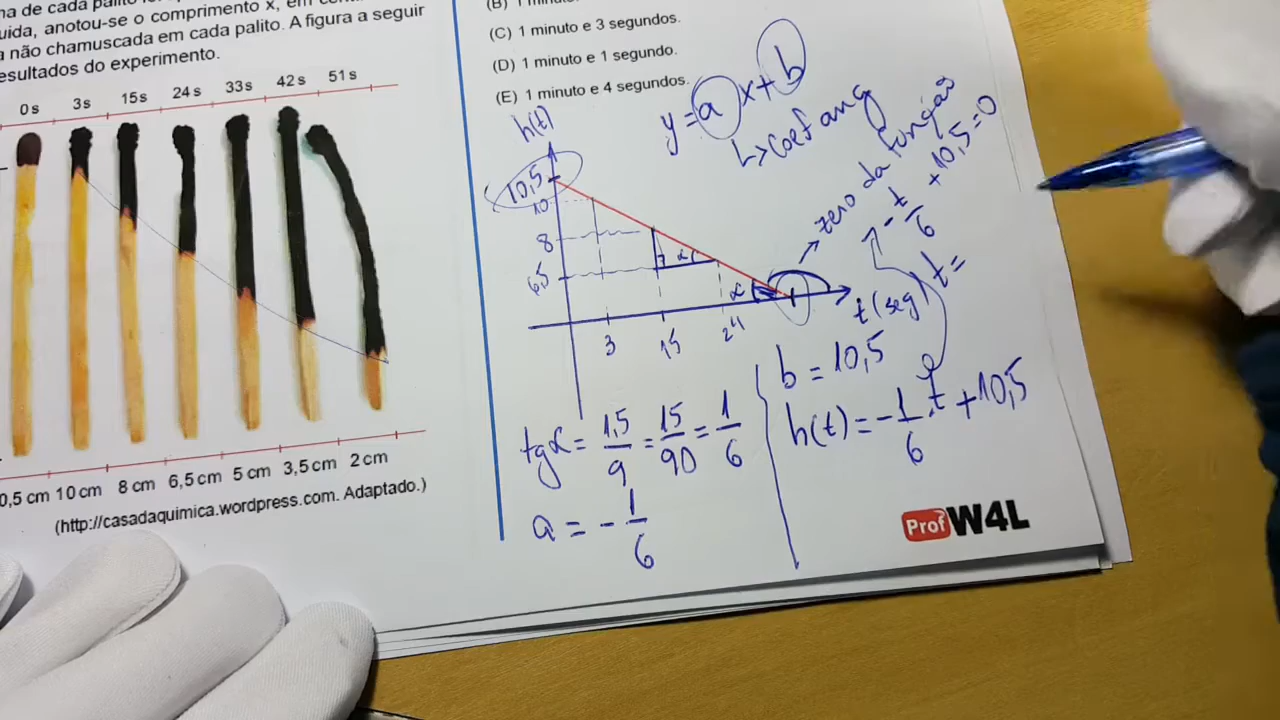 ma de cada palito
uida, anotou-se o comprimento x, em
a não chamuscada em cada palito. A figura a seguir
esultados do experimento.
0 s 3 s 15 s 24 s 33 s 42 s 51 s
0,5 cm 10 cm 8 cm 6,5 cm 5 cm 3,5 cm 2 cm
(http://casadaquimica.wordpress.com. Adaptado.)
(B) 1 minuto.
(C) 1 minuto e 3 segundos.
(D) 1 minuto e 1 segundo.
(E) 1 minuto e 4 segundos.
y = ax + b
↳ coef ang
h(t)
10,5
10
8
6,5
3 15 24
t(seg)
α
α
zero da função
-t/6 + 10,5 = 0
t =
tgα = 1,5/9 = 15/90 = 1/6
a = -1/6
b = 10,5
h(t) = -1/6.t + 10,5
Prof W4L